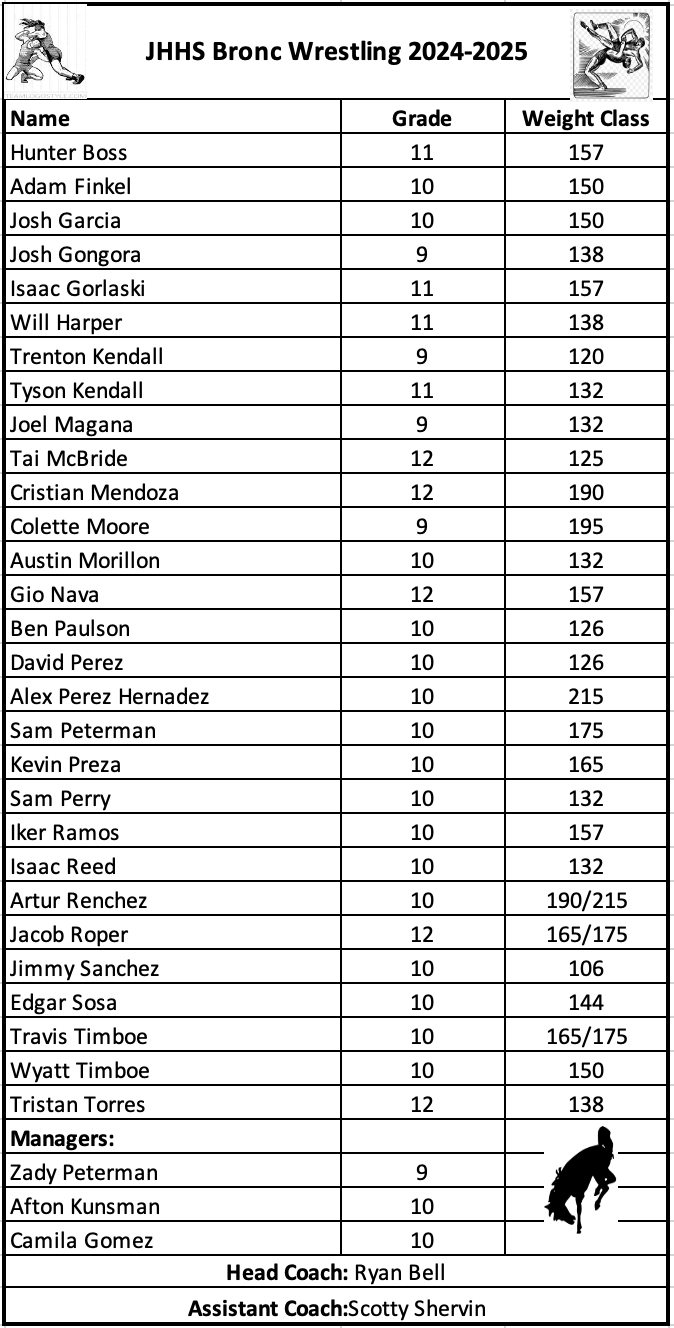 JHHS Bronc Wrestling 2024-2025
TEAMLOGOSTYLE.COM
Name Grade Weight Class
Hunter Boss 11 157
Adam Finkel 10 150
Josh Garcia 10 150
Josh Gongora 9 138
Isaac Gorlaski 11 157
Will Harper 11 138
Trenton Kendall 9 120
Tyson Kendall 11 132
Joel Magana 9 132
Tai McBride 12 125
Cristian Mendoza 12 190
Colette Moore 9 195
Austin Morillon 10 132
Gio Nava 12 157
Ben Paulson 10 126
David Perez 10 126
Alex Perez Hernadez 10 215
Sam Peterman 10 175
Kevin Preza 10 165
Sam Perry 10 132
Iker Ramos 10 157
Isaac Reed 10 132
Artur Renchez 10 190/215
Jacob Roper 12 165/175
Jimmy Sanchez 10 106
Edgar Sosa 10 144
Travis Timboe 10 165/175
Wyatt Timboe 10 150
Tristan Torres 12 138
Managers:
Zady Peterman 9
Afton Kunsman 10
Camila Gomez 10
Head Coach: Ryan Bell
Assistant Coach:Scotty Shervin